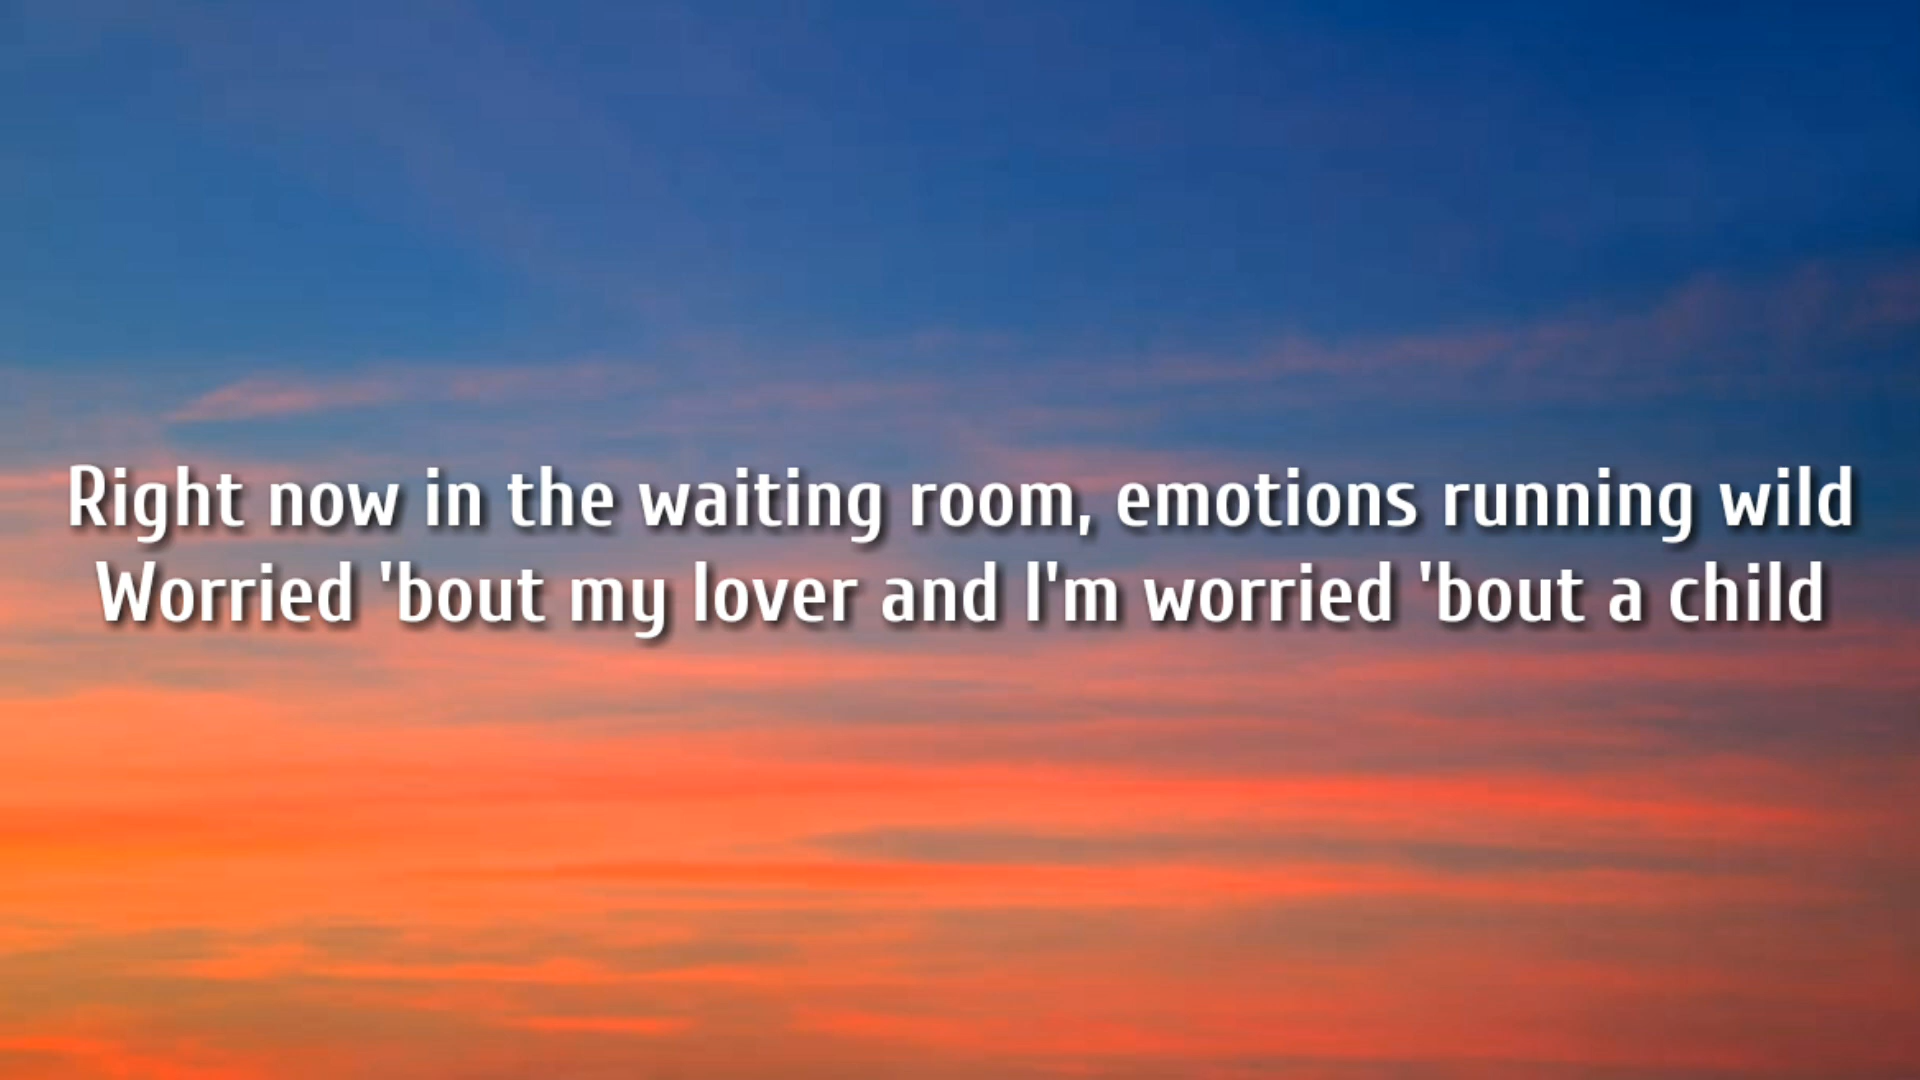 Right now in the waiting room, emotions running wild
Worried 'bout my lover and I'm worried 'bout a child